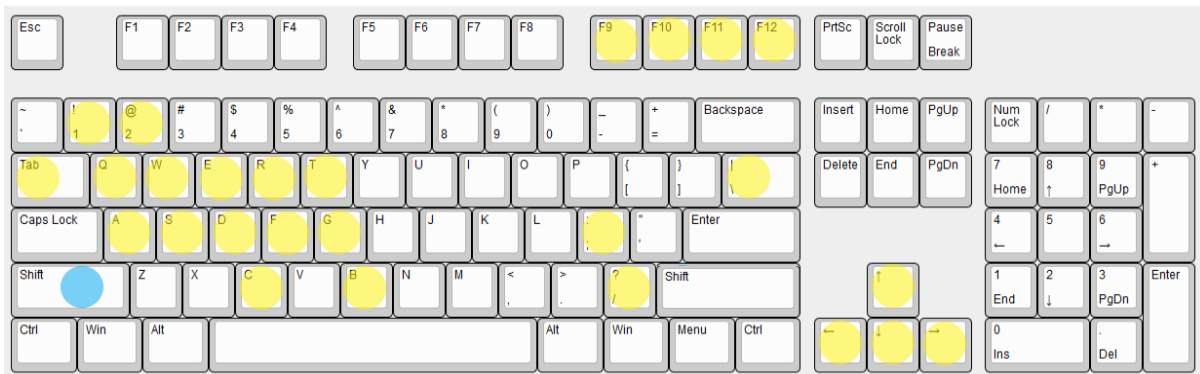 Esc F1 F2 F3 F4 F5 F6 F7 F8 F9 F10 F11 F12 PrtSc Scroll Lock Pause Break
~ ` ! 1 @ 2 # 3 $ 4 % 5 ^ 6 & 7 * 8 ( 9 ) 0 _ - + = Backspace Insert Home PgUp Num Lock / * -
Tab Q W E R T Y U I O P { [ } ] | \ Delete End PgDn 7 Home 8 ↑ 9 PgUp +
Caps Lock A S D F G H J K L : ; " ' Enter 4 ← 5 6 →
Shift Z X C V B N M < , > . ? / Shift ↑ 1 End 2 ↓ 3 PgDn Enter
Ctrl Win Alt Alt Win Menu Ctrl ← ↓ → 0 Ins . Del